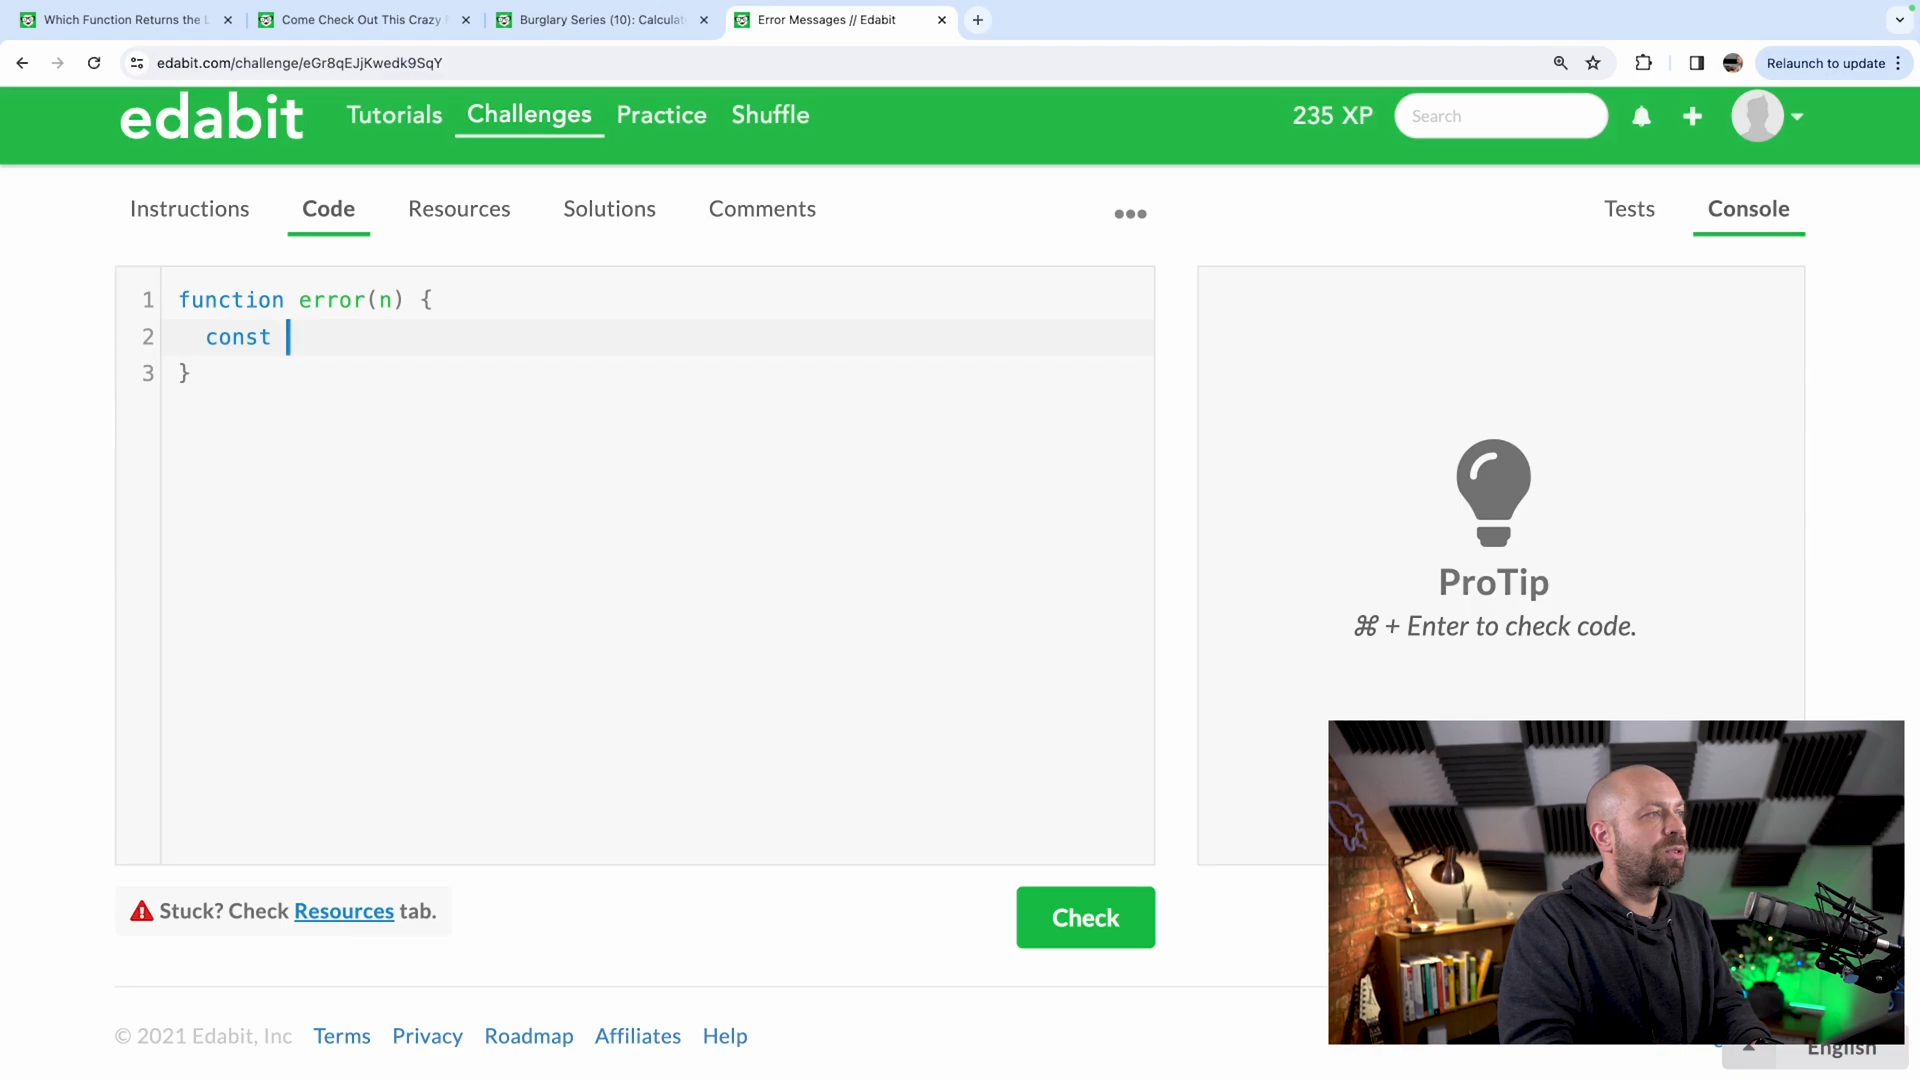 Which Function Returns the L
Come Check Out This Crazy
Burglary Series (10): Calculat
Error Messages // Edabit
edabit.com/challenge/eGr8qEJjKwedk9SqY
Relaunch to update
edabit
Tutorials
Challenges
Practice
Shuffle
235 XP
Search
Instructions
Code
Resources
Solutions
Comments
Tests
Console
1 function error(n) {
2 const
3 }
ProTip
⌘ + Enter to check code.
Stuck? Check Resources tab.
Check
© 2021 Edabit, Inc
Terms
Privacy
Roadmap
Affiliates
Help
English